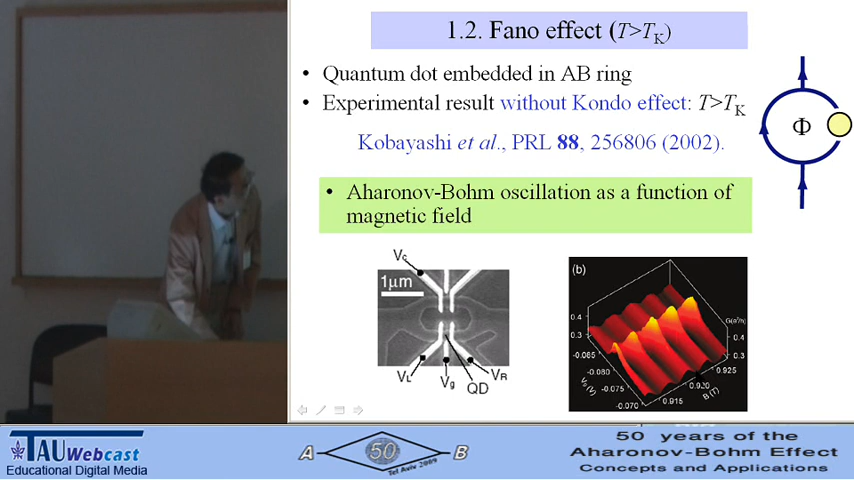 1.2. Fano effect (T>TK)
• Quantum dot embedded in AB ring
• Experimental result without Kondo effect: T>TK
Kobayashi et al., PRL 88, 256806 (2002).
• Aharonov-Bohm oscillation as a function of
magnetic field
Φ
Vc
1μm
VL
Vg
QD
VR
(b)
G(e²/h)
0.4
0.3
0.4
0.3
-0.085
-0.080
-0.075
-0.070
0.915
0.920
0.925
B (T)
TAU Webcast
Educational Digital Media
A 50 B
Tel Aviv 2009
50 years of the
Aharonov-Bohm Effect
Concepts and Applications